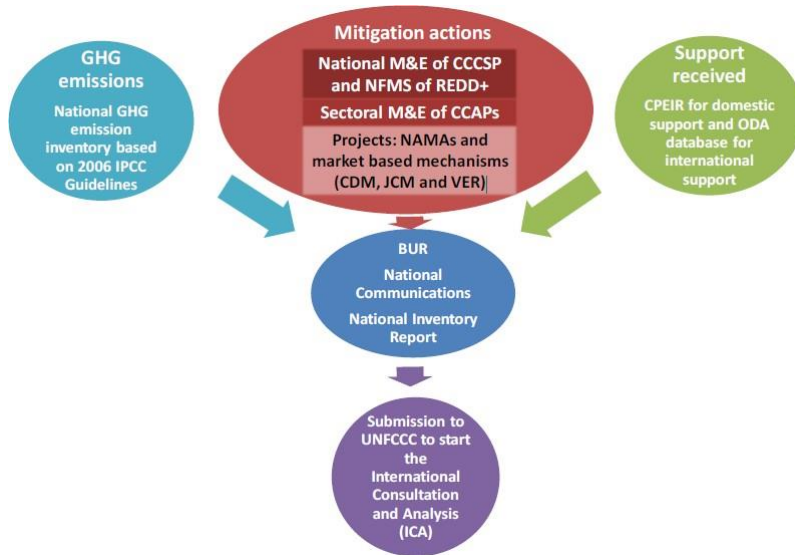 GHG
emissions
National GHG
emission
inventory based
on 2006 IPCC
Guidelines
Mitigation actions
National M&E of CCCSP
and NFMS of REDD+
Sectoral M&E of CCAPs
Projects: NAMAs and
market based mechanisms
(CDM, JCM and VER)
Support
received
CPEIR for domestic
support and ODA
database for
international
support
BUR
National
Communications
National Inventory
Report
Submission to
UNFCCC to start
the
International
Consultation
and Analysis
(ICA)